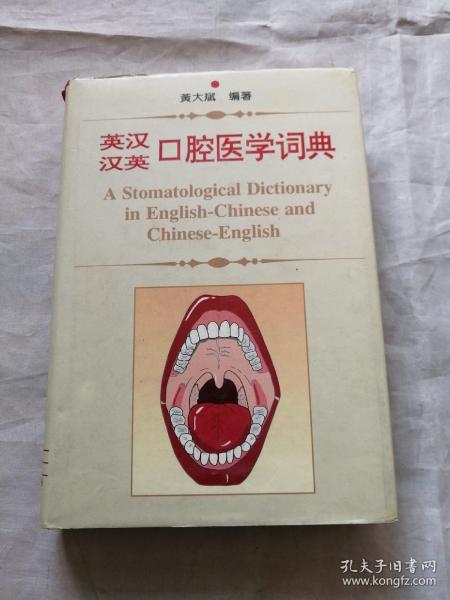 黄大斌 编著
英汉
汉英 口腔医学词典
A Stomatological Dictionary
in English-Chinese and
Chinese-English
孔夫子旧书网
www.kongfz.com